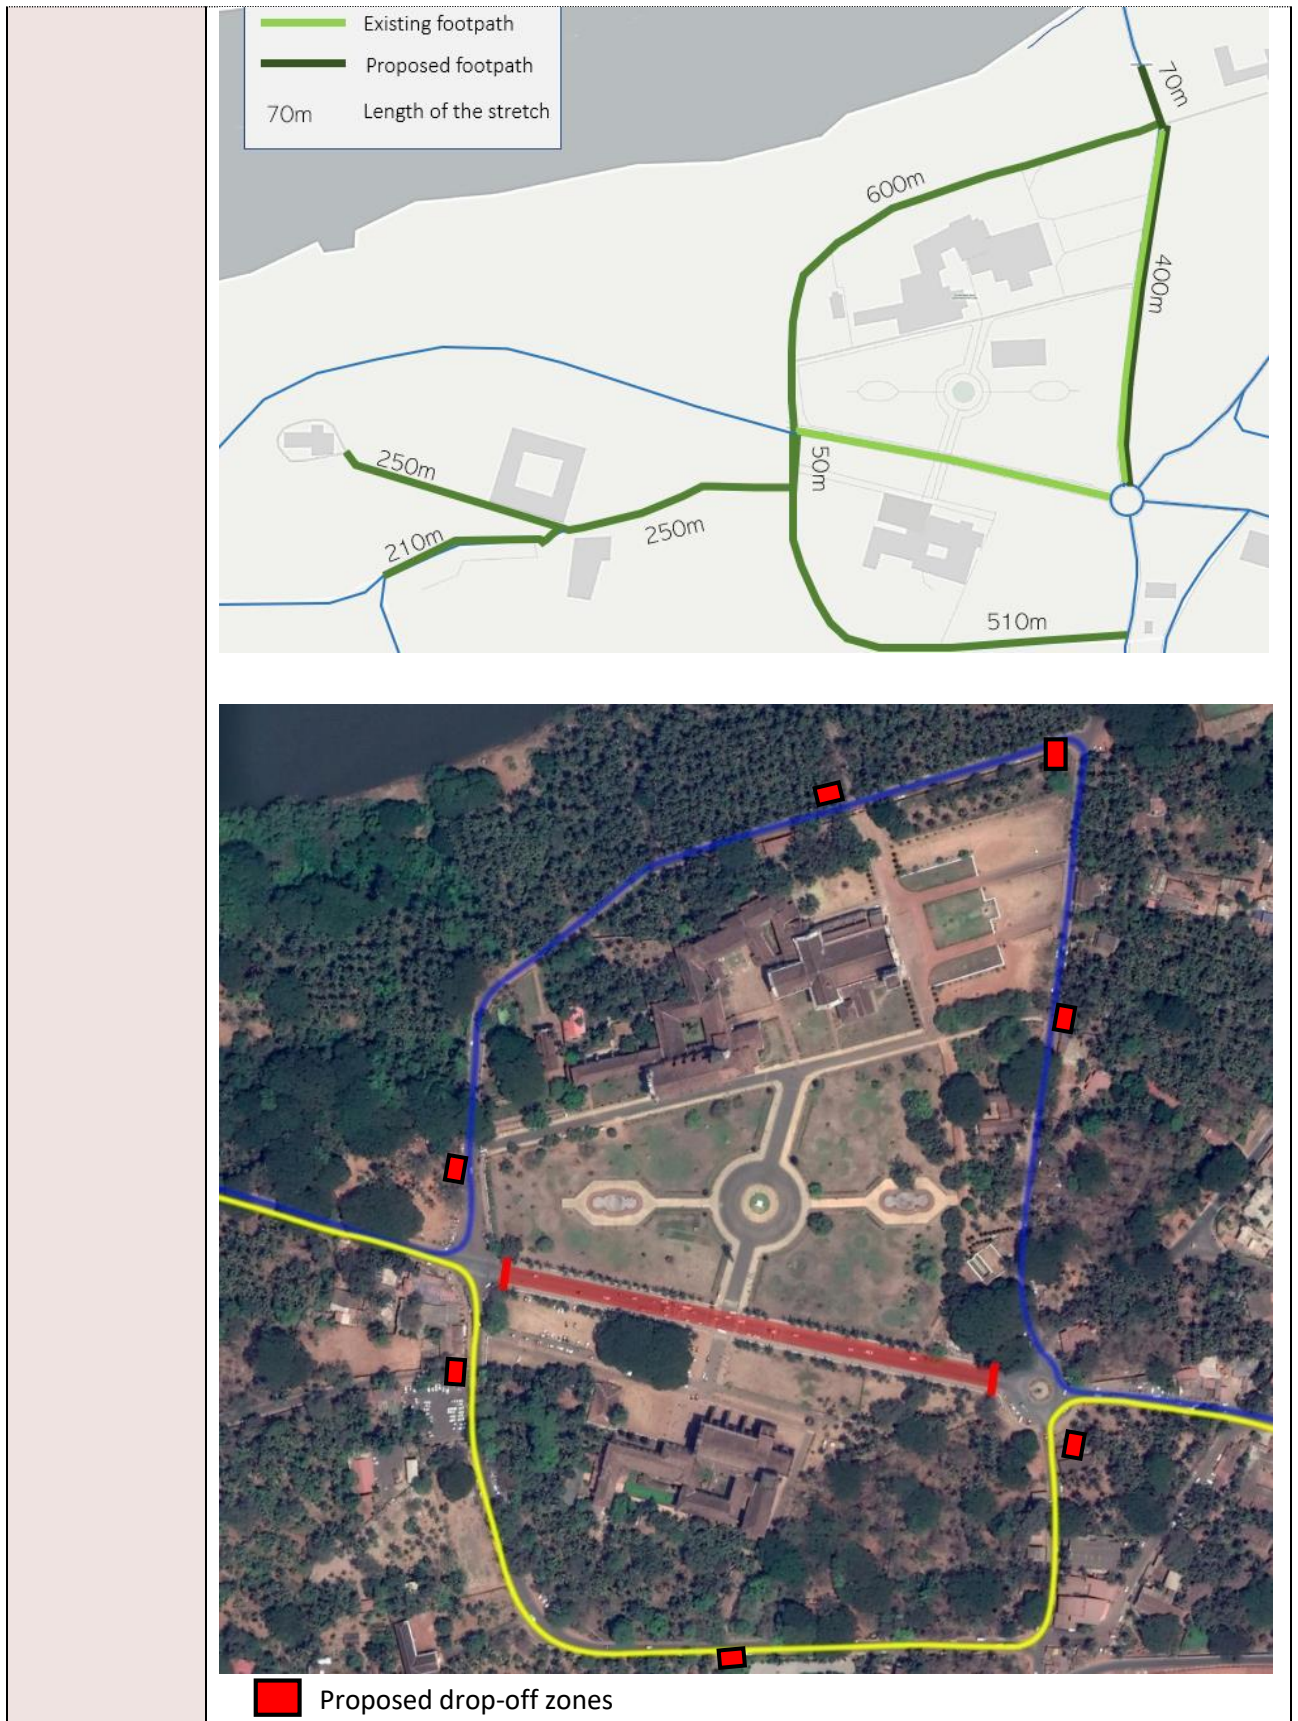 Existing footpath
Proposed footpath
70m Length of the stretch
70m
600m
400m
250m
50m
250m
210m
510m
Proposed drop-off zones